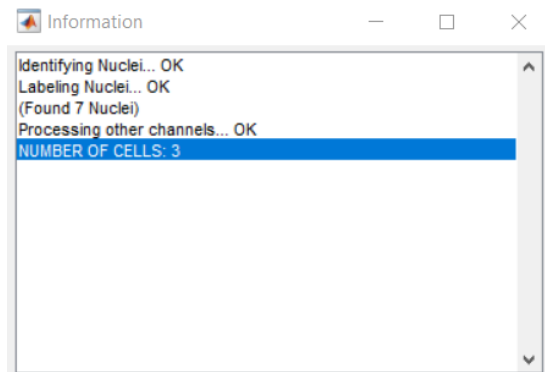 Information
Identifying Nuclei... OK
Labeling Nuclei... OK
(Found 7 Nuclei)
Processing other channels... OK
NUMBER OF CELLS: 3